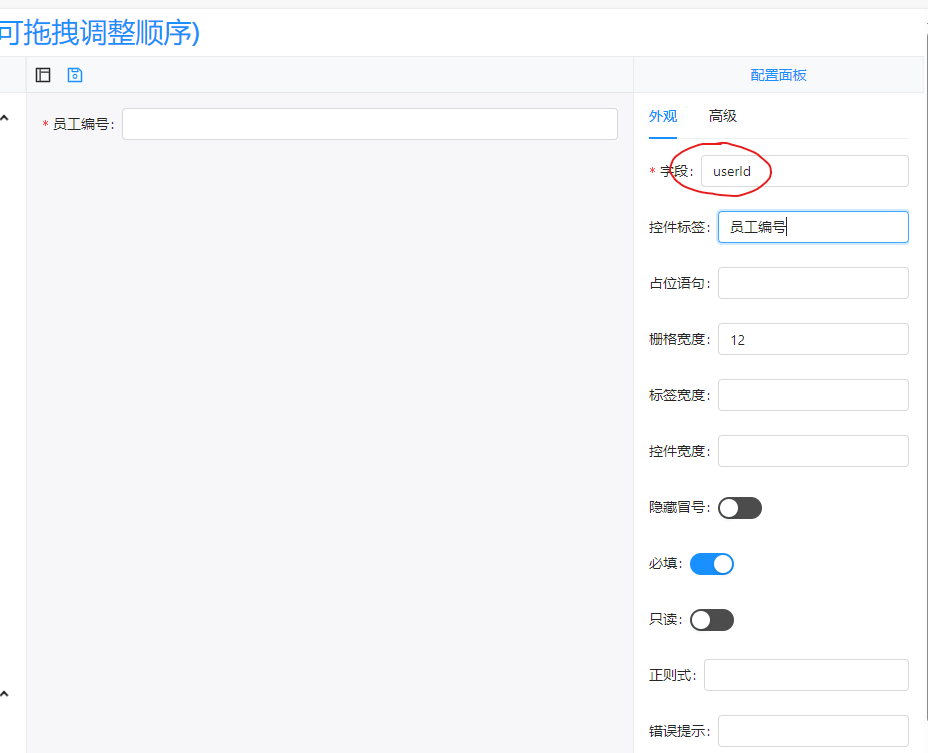 可拖拽调整顺序)
配置面板
* 员工编号:
外观 高级
* 字段: userId
控件标签: 员工编号
占位语句:
栅格宽度: 12
标签宽度:
控件宽度:
隐藏冒号:
必填:
只读:
正则式:
错误提示: